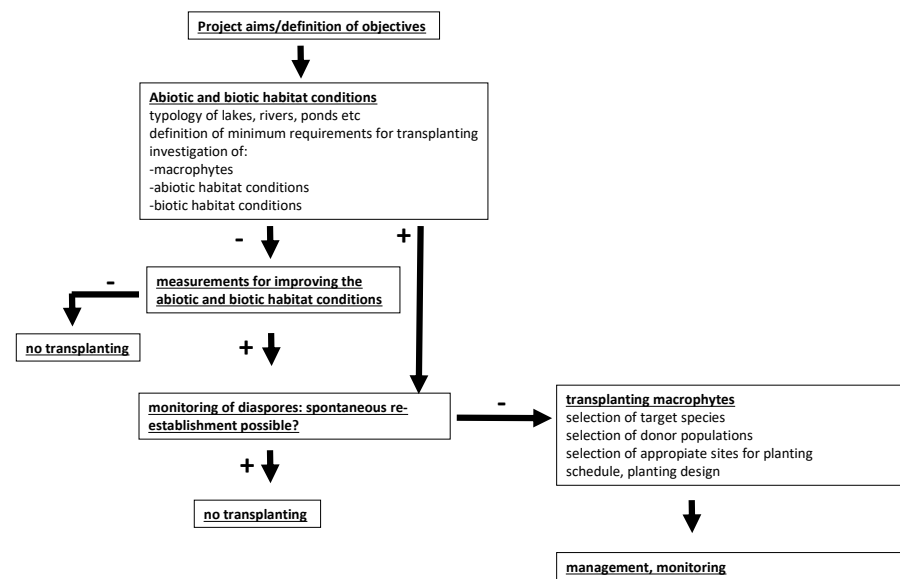 Project aims/definition of objectives
Abiotic and biotic habitat conditions
typology of lakes, rivers, ponds etc
definition of minimum requirements for transplanting
investigation of:
-macrophytes
-abiotic habitat conditions
-biotic habitat conditions
-
+
-
measurements for improving the
abiotic and biotic habitat conditions
no transplanting
+
monitoring of diaspores: spontaneous re-
establishment possible?
-
transplanting macrophytes
selection of target species
selection of donor populations
selection of appropiate sites for planting
schedule, planting design
+
no transplanting
management, monitoring